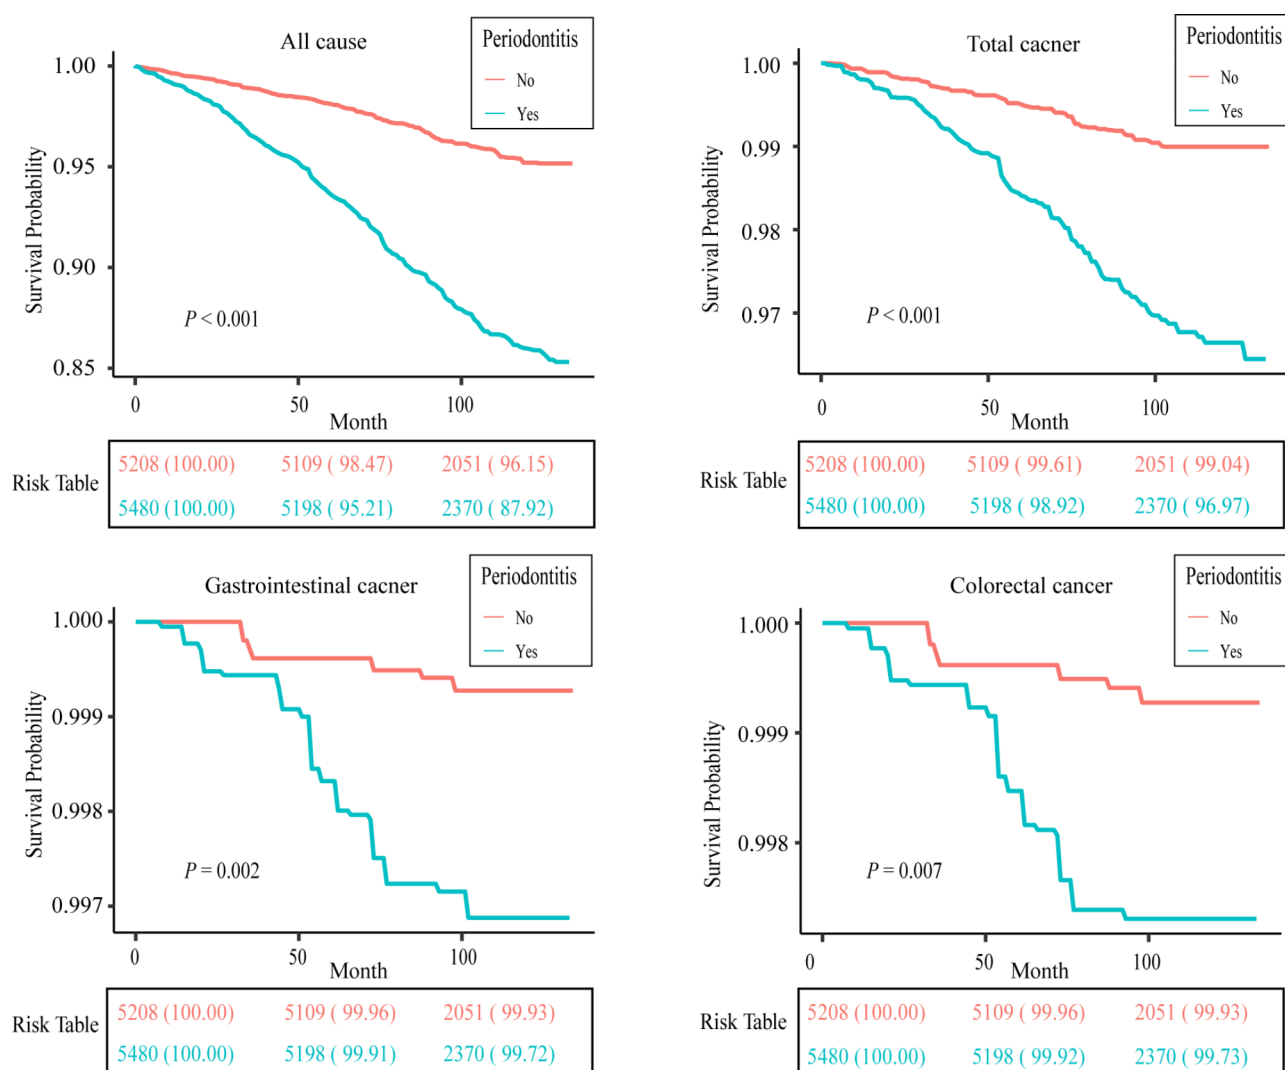 All cause
Periodontitis
No
Yes
1.00
0.95
0.90
0.85
Survival Probability
P < 0.001
0 50 100
Month
Risk Table
5208 (100.00) 5109 ( 98.47) 2051 ( 96.15)
5480 (100.00) 5198 ( 95.21) 2370 ( 87.92)
Total cacner
Periodontitis
No
Yes
1.00
0.99
0.98
0.97
Survival Probability
P < 0.001
0 50 100
Month
Risk Table
5208 (100.00) 5109 ( 99.61) 2051 ( 99.04)
5480 (100.00) 5198 ( 98.92) 2370 ( 96.97)
Gastrointestinal cacner
Periodontitis
No
Yes
1.000
0.999
0.998
0.997
Survival Probability
P = 0.002
0 50 100
Month
Risk Table
5208 (100.00) 5109 ( 99.96) 2051 ( 99.93)
5480 (100.00) 5198 ( 99.91) 2370 ( 99.72)
Colorectal cancer
Periodontitis
No
Yes
1.000
0.999
0.998
Survival Probability
P = 0.007
0 50 100
Month
Risk Table
5208 (100.00) 5109 ( 99.96) 2051 ( 99.93)
5480 (100.00) 5198 ( 99.92) 2370 ( 99.73)